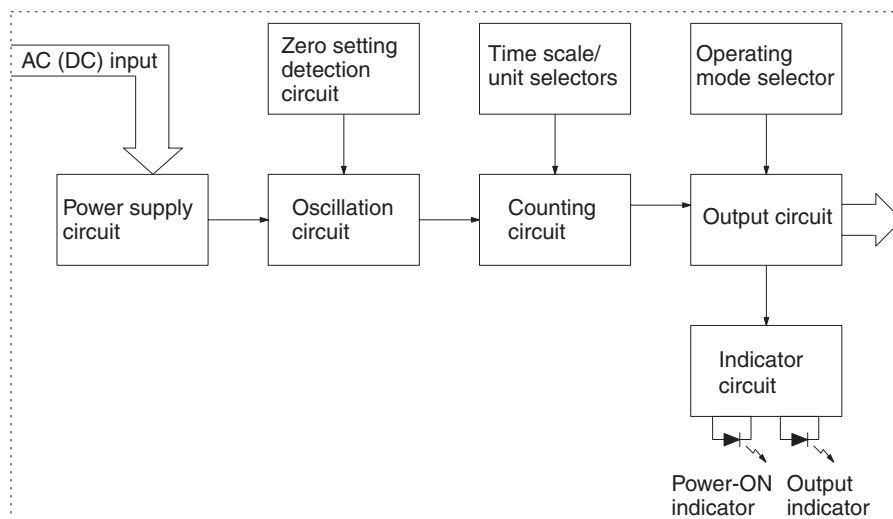 AC (DC) input
Zero setting
detection
circuit
Time scale/
unit selectors
Operating
mode selector
Power supply
circuit
Oscillation
circuit
Counting
circuit
Output circuit
Indicator
circuit
Power-ON
indicator
Output
indicator